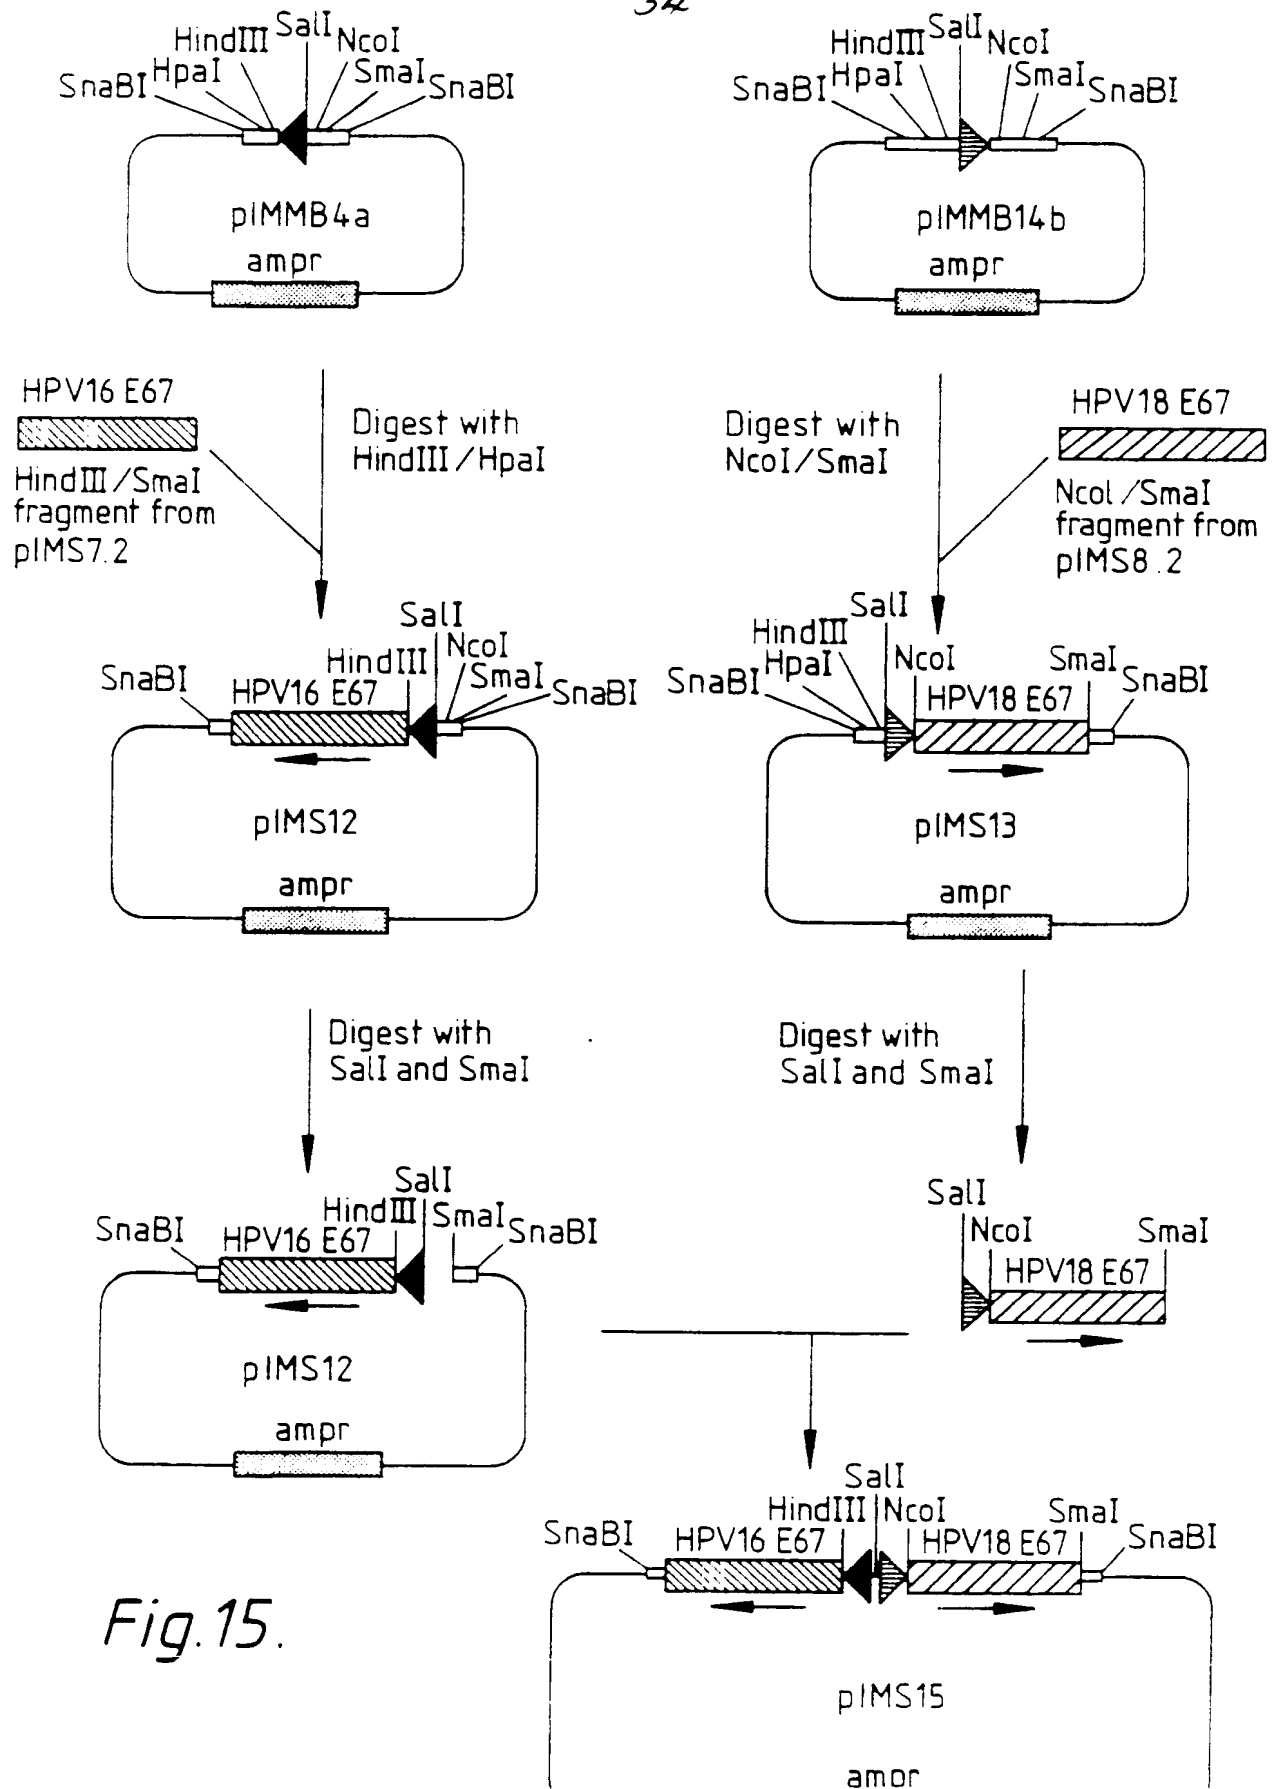 34
HindIII SalI NcoI
SnaBI HpaI SmaI SnaBI
pIMMB4a
ampr
HindIII SalI NcoI
SnaBI HpaI SmaI SnaBI
pIMMB14b
ampr
HPV16 E67
HindIII/SmaI
fragment from
pIMS7.2
Digest with
HindIII/HpaI
Digest with
NcoI/SmaI
HPV18 E67
NcoI/SmaI
fragment from
pIMS8.2
SalI
HindIII NcoI
SnaBI HPV16 E67 SmaI SnaBI
pIMS12
ampr
SalI
HindIII NcoI SmaI
SnaBI HpaI HPV18 E67 SnaBI
pIMS13
ampr
Digest with
SalI and SmaI
Digest with
SalI and SmaI
SalI
HindIII SmaI
SnaBI HPV16 E67 SnaBI
pIMS12
ampr
SalI
NcoI SmaI
HPV18 E67
SalI
HindIII NcoI SmaI
SnaBI HPV16 E67 HPV18 E67 SnaBI
pIMS15
ampr
Fig.15.